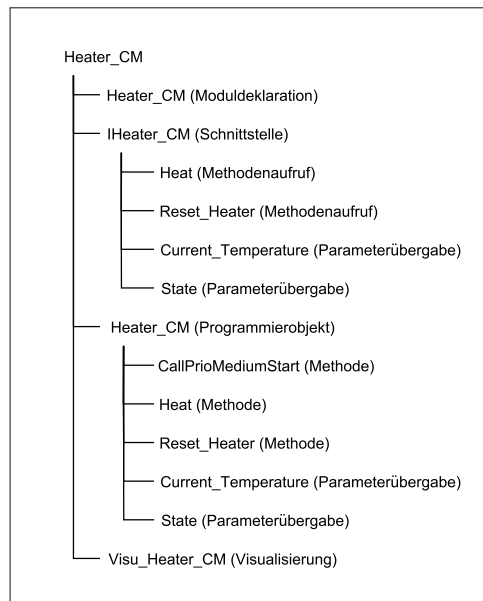 Heater_CM
Heater_CM (Moduldeklaration)
IHeater_CM (Schnittstelle)
Heat (Methodenaufruf)
Reset_Heater (Methodenaufruf)
Current_Temperature (Parameterübergabe)
State (Parameterübergabe)
Heater_CM (Programmierobjekt)
CallPrioMediumStart (Methode)
Heat (Methode)
Reset_Heater (Methode)
Current_Temperature (Parameterübergabe)
State (Parameterübergabe)
Visu_Heater_CM (Visualisierung)